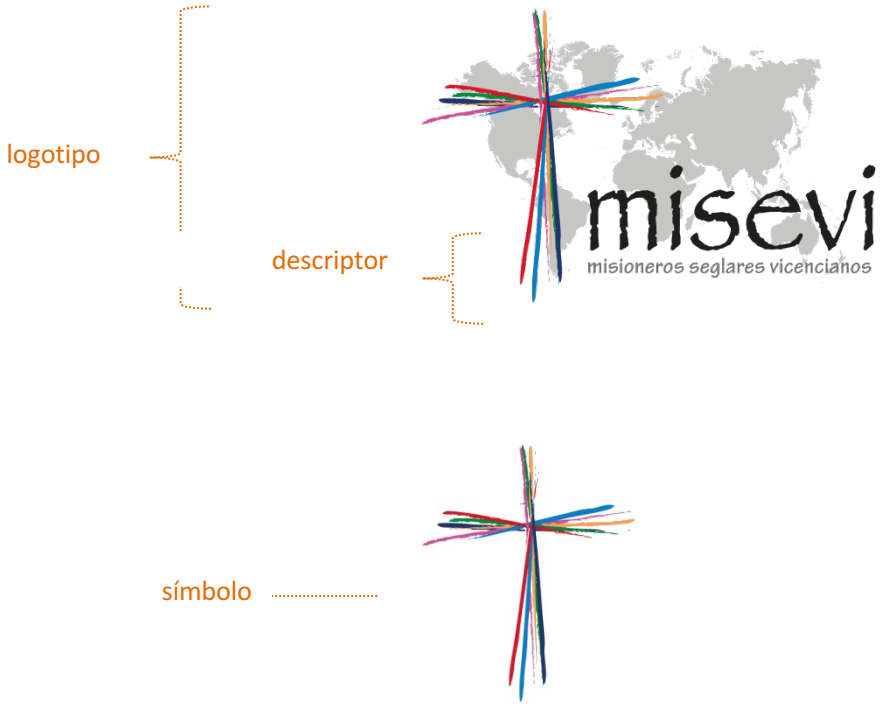 logotipo
misevi
descriptor
misioneros seglares vicencianos
símbolo